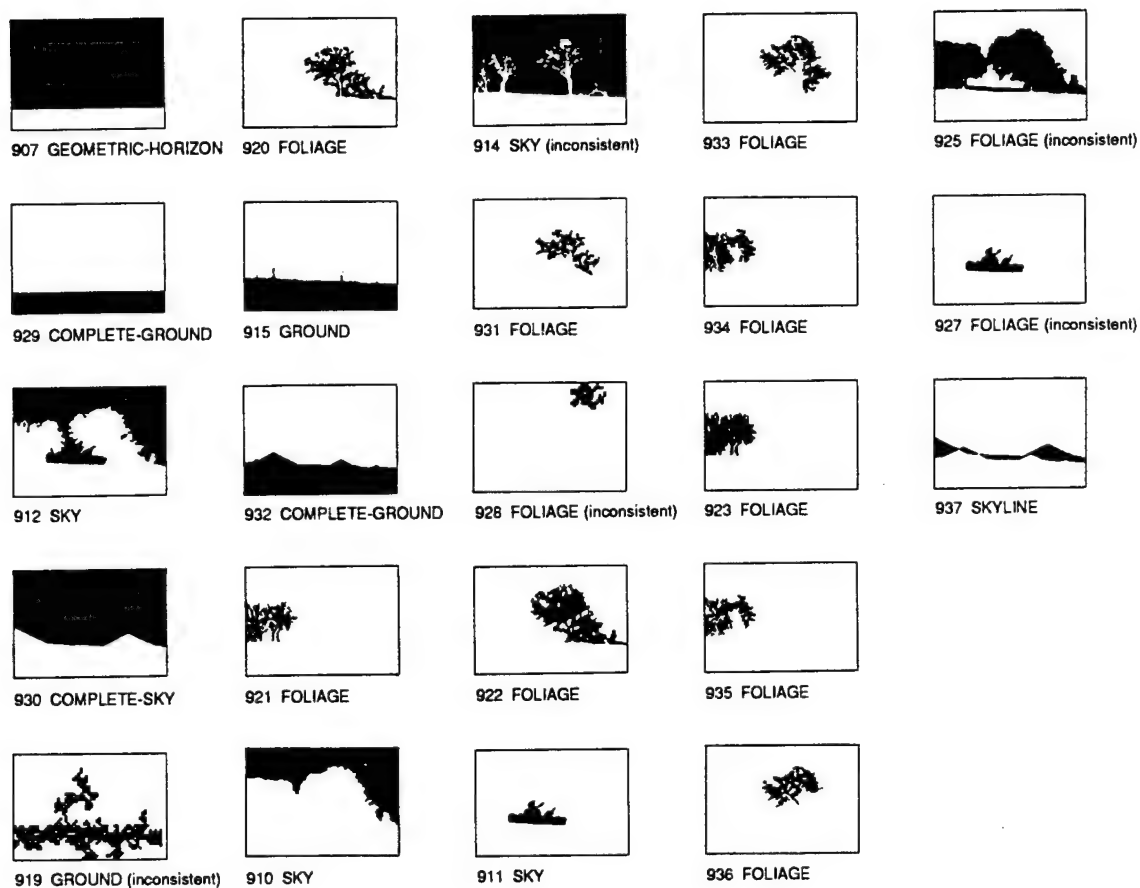 907 GEOMETRIC-HORIZON
920 FOLIAGE
914 SKY (inconsistent)
933 FOLIAGE
925 FOLIAGE (inconsistent)
929 COMPLETE-GROUND
915 GROUND
931 FOLIAGE
934 FOLIAGE
927 FOLIAGE (inconsistent)
912 SKY
932 COMPLETE-GROUND
928 FOLIAGE (inconsistent)
923 FOLIAGE
937 SKYLINE
930 COMPLETE-SKY
921 FOLIAGE
922 FOLIAGE
935 FOLIAGE
919 GROUND (inconsistent)
910 SKY
911 SKY
936 FOLIAGE